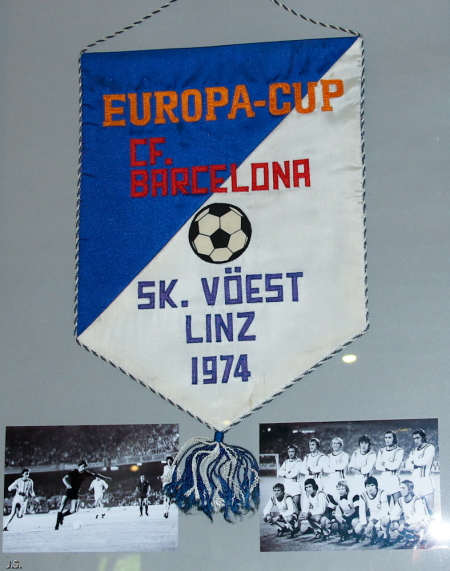 EUROPA-CUP
CF.
BARCELONA
SK. VÖEST
LINZ
1974
J.S.